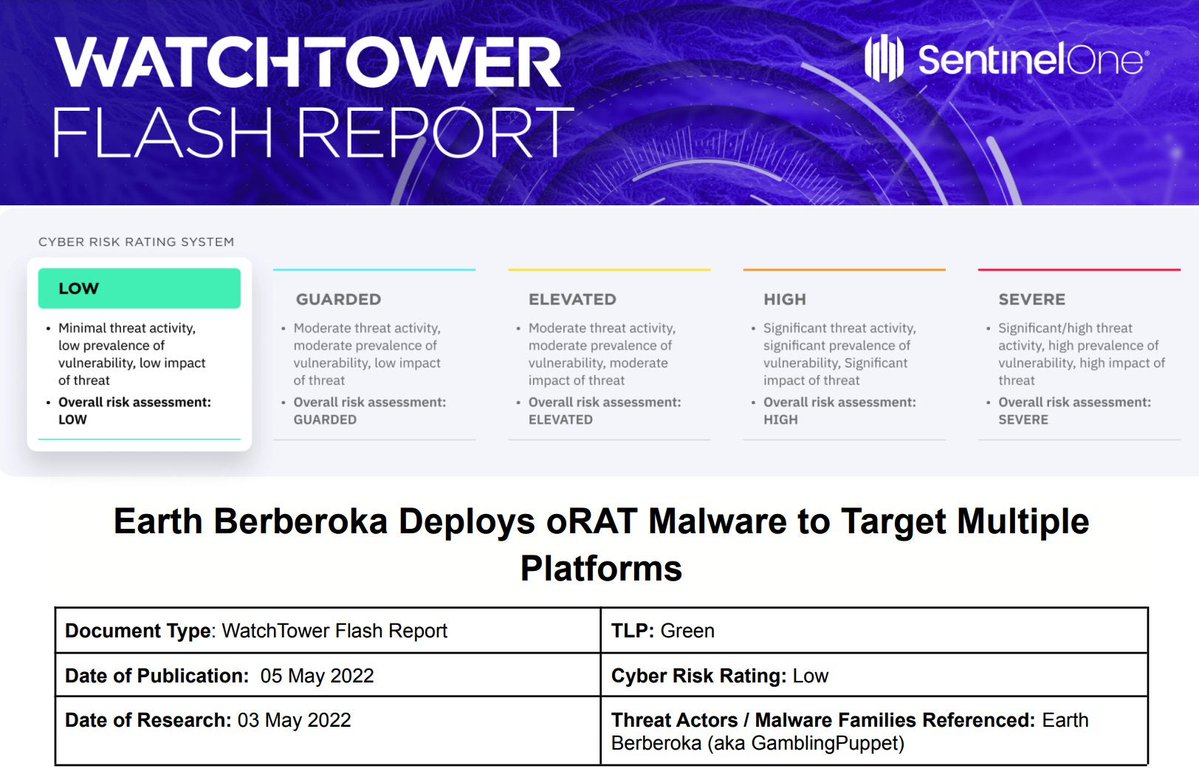 WATCHTOWER
FLASH REPORT
SentinelOne®
CYBER RISK RATING SYSTEM
LOW
• Minimal threat activity,
low prevalence of
vulnerability, low impact
of threat
• Overall risk assessment:
LOW
GUARDED
• Moderate threat activity,
moderate prevalence of
vulnerability, low impact
of threat
• Overall risk assessment:
GUARDED
ELEVATED
• Moderate threat activity,
moderate prevalence of
vulnerability, moderate
impact of threat
• Overall risk assessment:
ELEVATED
HIGH
• Significant threat activity,
significant prevalence of
vulnerability, Significant
impact of threat
• Overall risk assessment:
HIGH
SEVERE
• Significant/high threat
activity, high prevalence of
vulnerability, high impact of
threat
• Overall risk assessment:
SEVERE
Earth Berberoka Deploys oRAT Malware to Target Multiple
Platforms
Document Type: WatchTower Flash Report
TLP: Green
Date of Publication: 05 May 2022
Cyber Risk Rating: Low
Date of Research: 03 May 2022
Threat Actors / Malware Families Referenced: Earth
Berberoka (aka GamblingPuppet)